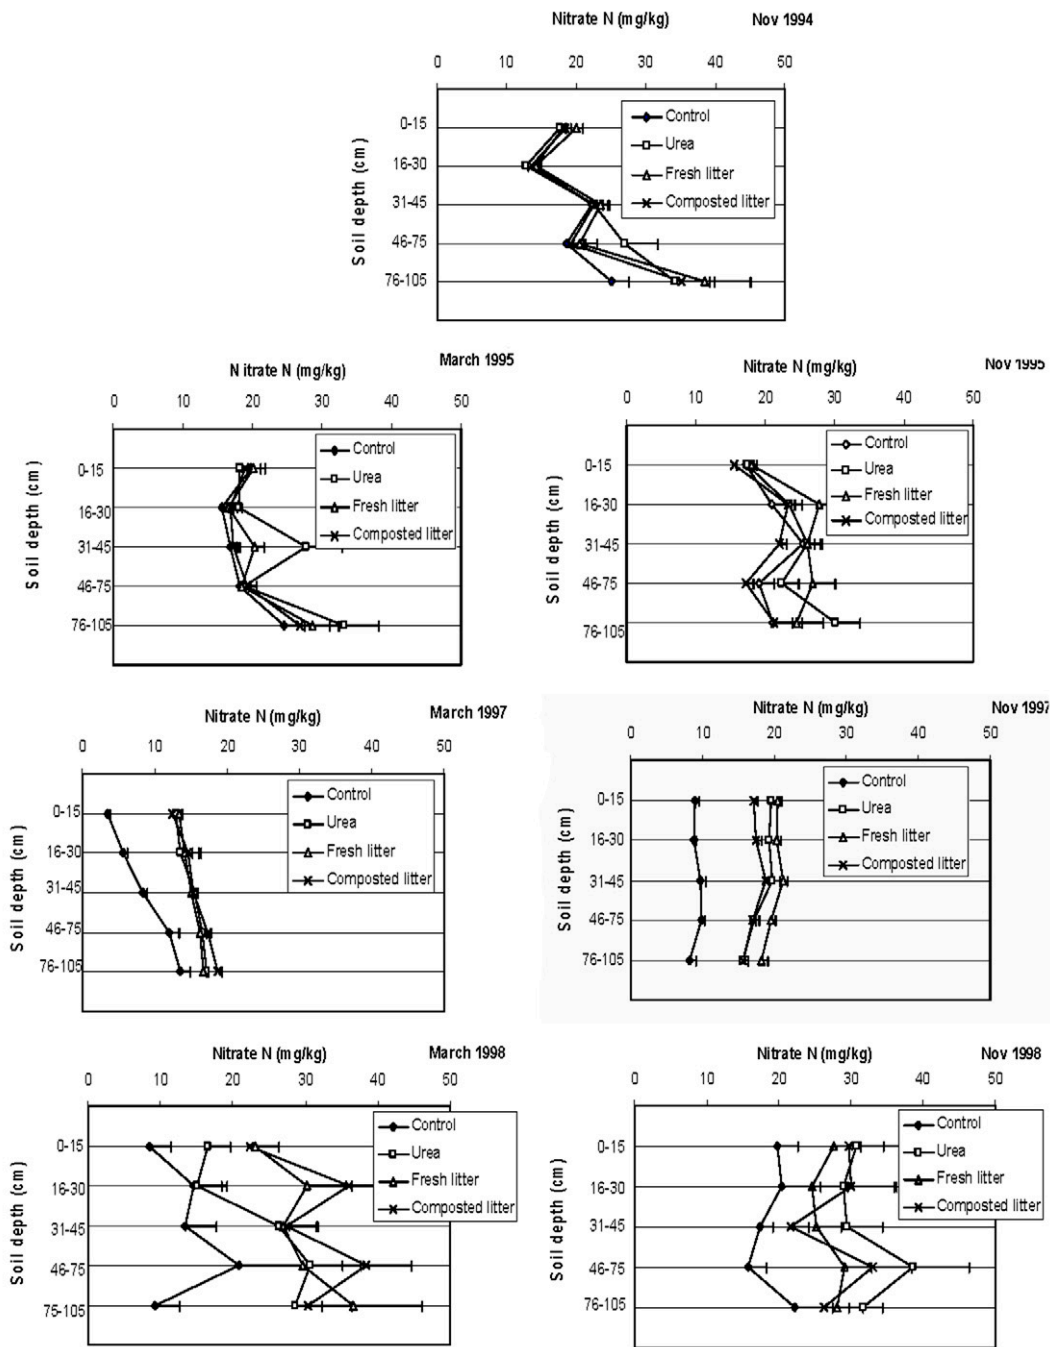 Nitrate N (mg/kg) Nov 1994
0 10 20 30 40 50
Soil depth (cm)
0-15
16-30
31-45
46-75
76-105
Control
Urea
Fresh litter
Composted litter
N itrate N (mg/kg) March 1995
0 10 20 30 40 50
Soil depth (cm)
0-15
16-30
31-45
46-75
76-105
Control
Urea
Fresh litter
Composted litter
Nitrate N (mg/kg) Nov 1995
0 10 20 30 40 50
Soil depth (cm)
0-15
16-30
31-45
46-75
76-105
Control
Urea
Fresh litter
Composted litter
Nitrate N (mg/kg) March 1997
0 10 20 30 40 50
Soil depth (cm)
0-15
16-30
31-45
46-75
76-105
Control
Urea
Fresh litter
Composted litter
Nitrate N (mg/kg) Nov 1997
0 10 20 30 40 50
Soil depth (cm)
0-15
16-30
31-45
46-75
76-105
Control
Urea
Fresh litter
Composted litter
Nitrate N (mg/kg) March 1998
0 10 20 30 40 50
Soil depth (cm)
0-15
16-30
31-45
46-75
75-105
Control
Urea
Fresh litter
Composted litter
Nitrate N (mg/kg) Nov 1998
0 10 20 30 40 50
Soil depth (cm)
0-15
16-30
31-45
46-75
76-105
Control
Urea
Fresh litter
Composted litter